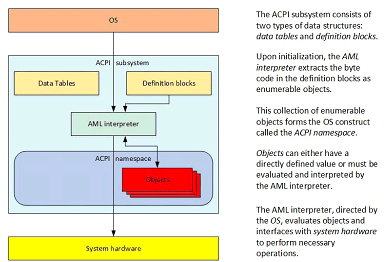 OS
ACPI subsystem
Data Tables
Definition blocks
AML interpreter
ACPI namespace
Objects
System hardware
The ACPI subsystem consists of
two types of data structures:
data tables and definition blocks.
Upon initialization, the AML
interpreter extracts the byte
code in the definition blocks as
enumerable objects.
This collection of enumerable
objects forms the OS construct
called the ACPI namespace.
Objects can either have a
directly defined value or must be
evaluated and interpreted by
the AML interpreter.
The AML interpreter, directed by
the OS, evaluates objects and
interfaces with system hardware
to perform necessary
operations.